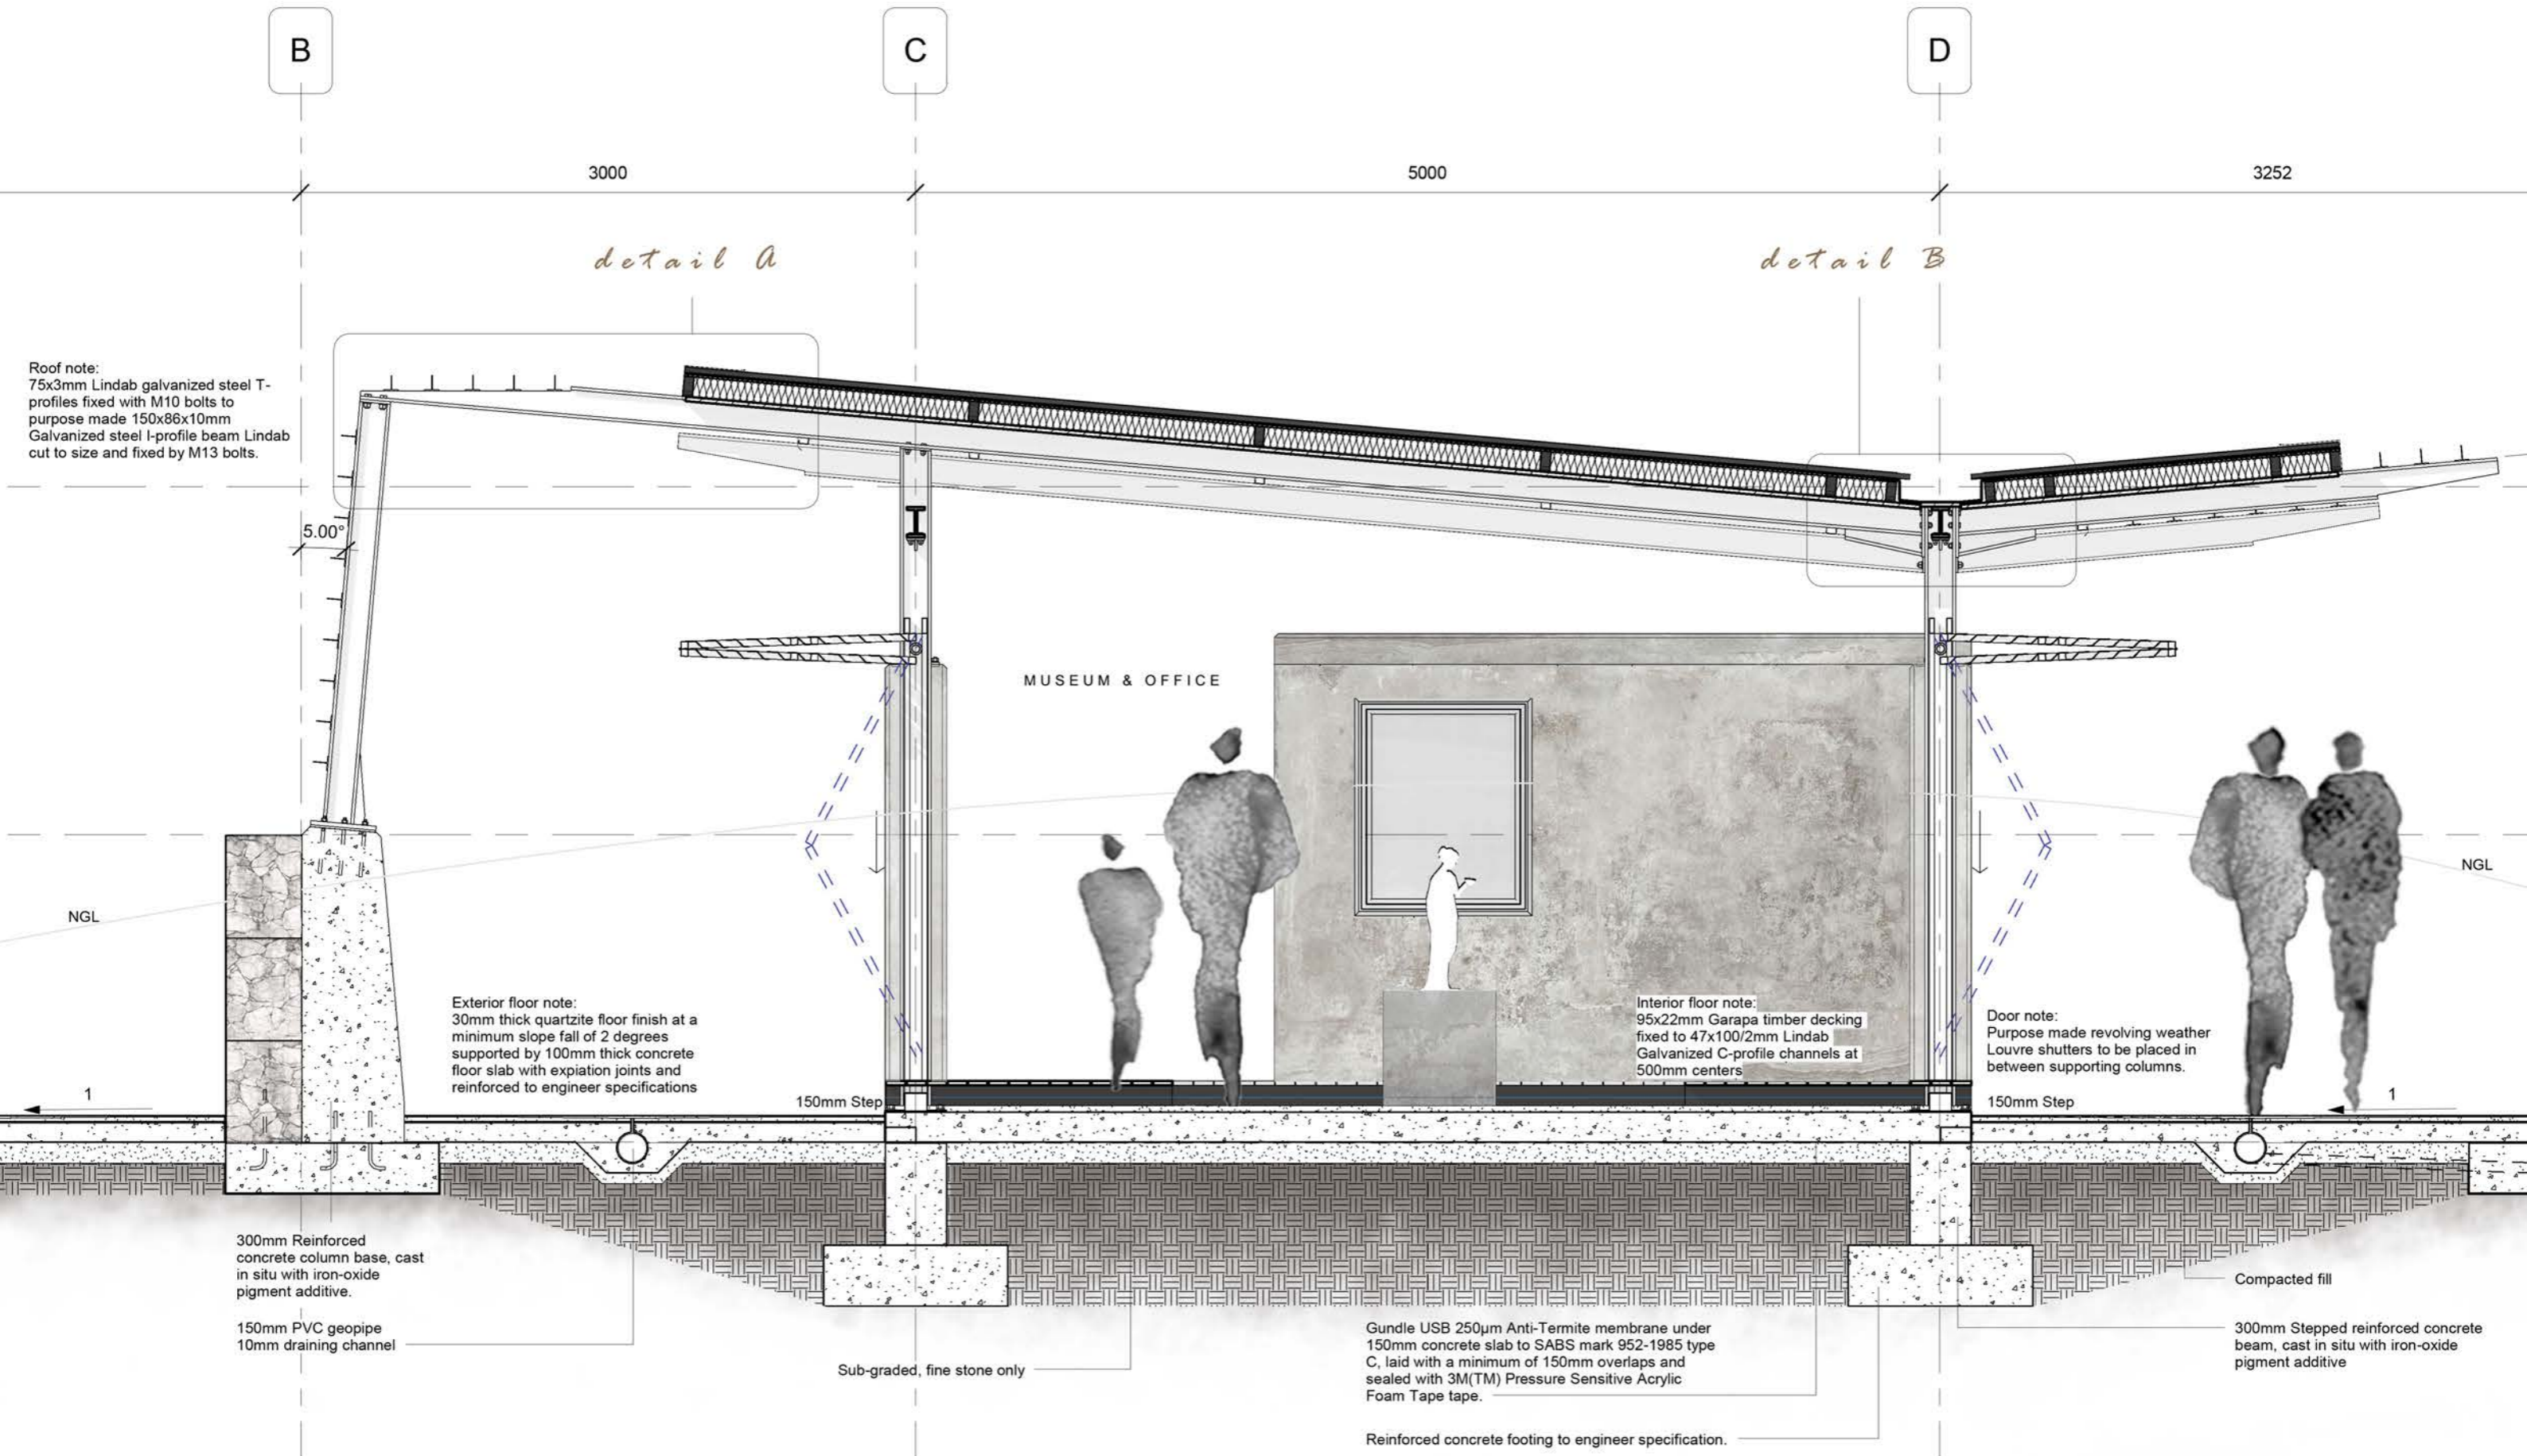 B
C
D
3000
5000
3252
detail A
detail B
Roof note:
75x3mm Lindab galvanized steel T-
profiles fixed with M10 bolts to
purpose made 150x86x10mm
Galvanized steel I-profile beam Lindab
cut to size and fixed by M13 bolts.
5.00°
MUSEUM & OFFICE
NGL
NGL
Exterior floor note:
30mm thick quartzite floor finish at a
minimum slope fall of 2 degrees
supported by 100mm thick concrete
floor slab with expiation joints and
reinforced to engineer specifications
Interior floor note:
95x22mm Garapa timber decking
fixed to 47x100/2mm Lindab
Galvanized C-profile channels at
500mm centers
Door note:
Purpose made revolving weather
Louvre shutters to be placed in
between supporting columns.
1
150mm Step
150mm Step
1
300mm Reinforced
concrete column base, cast
in situ with iron-oxide
pigment additive.
150mm PVC geopipe
10mm draining channel
Sub-graded, fine stone only
Gundle USB 250µm Anti-Termite membrane under
150mm concrete slab to SABS mark 952-1985 type
C, laid with a minimum of 150mm overlaps and
sealed with 3M(TM) Pressure Sensitive Acrylic
Foam Tape tape.
Reinforced concrete footing to engineer specification.
Compacted fill
300mm Stepped reinforced concrete
beam, cast in situ with iron-oxide
pigment additive